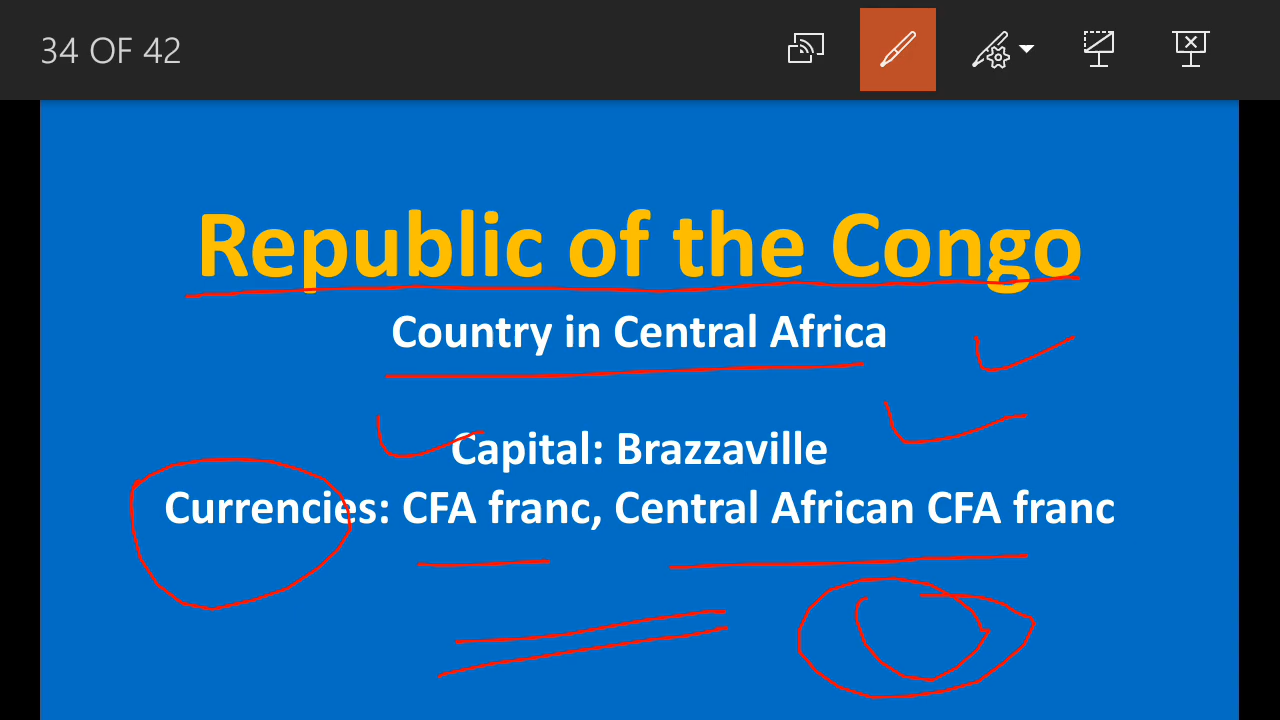 34 OF 42
Republic of the Congo
Country in Central Africa
Capital: Brazzaville
Currencies: CFA franc, Central African CFA franc